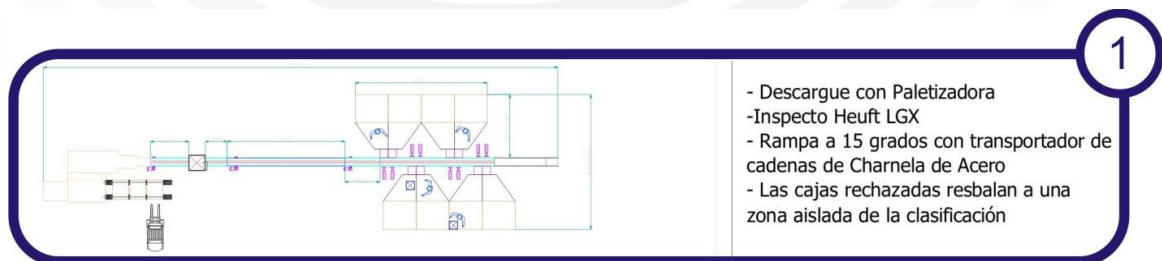 1
- Descargue con Paletizadora
-Inspecto Heuft LGX
- Rampa a 15 grados con transportador de
cadenas de Charnela de Acero
- Las cajas rechazadas resbalan a una
zona aislada de la clasificación